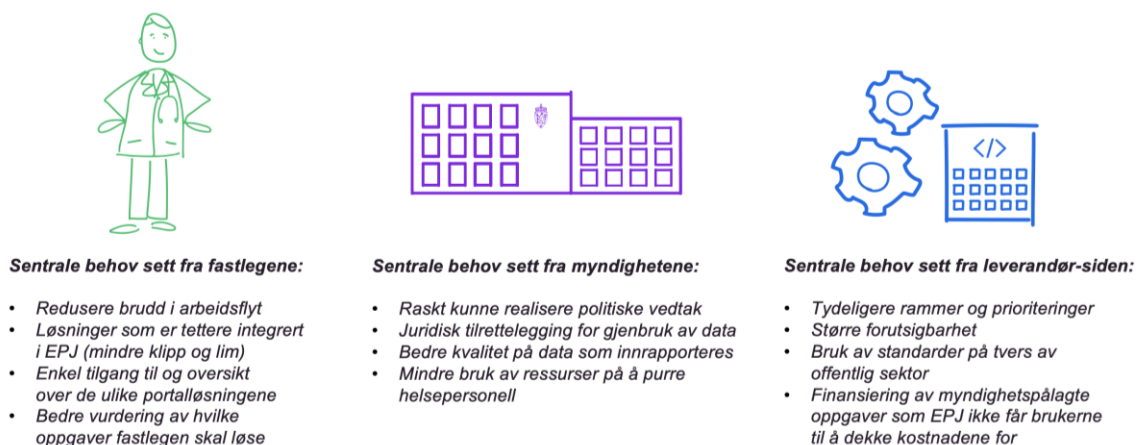 </>
Sentrale behov sett fra fastlegene:
• Redusere brudd i arbeidsflyt
• Løsninger som er tettere integrert
i EPJ (mindre klipp og lim)
• Enkel tilgang til og oversikt
over de ulike portalløsningene
• Bedre vurdering av hvilke
oppgaver fastlegen skal løse
Sentrale behov sett fra myndighetene:
• Raskt kunne realisere politiske vedtak
• Juridisk tilrettelegging for gjenbruk av data
• Bedre kvalitet på data som innrapporteres
• Mindre bruk av ressurser på å purre
helsepersonell
Sentrale behov sett fra leverandør-siden:
• Tydeligere rammer og prioriteringer
• Større forutsigbarhet
• Bruk av standarder på tvers av
offentlig sektor
• Finansiering av myndighetspålagte
oppgaver som EPJ ikke får brukerne
til å dekke kostnadene for